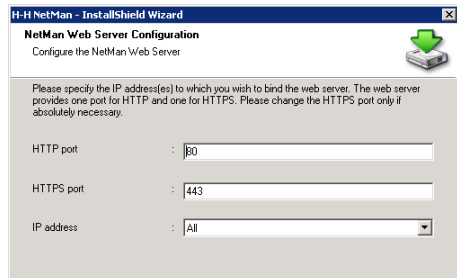 H-H NetMan - InstallShield Wizard
NetMan Web Server Configuration
Configure the NetMan Web Server
Please specify the IP address(es) to which you wish to bind the web server. The web server
provides one port for HTTP and one for HTTPS. Please change the HTTPS port only if
absolutely necessary.
HTTP port : 80
HTTPS port : 443
IP address : All